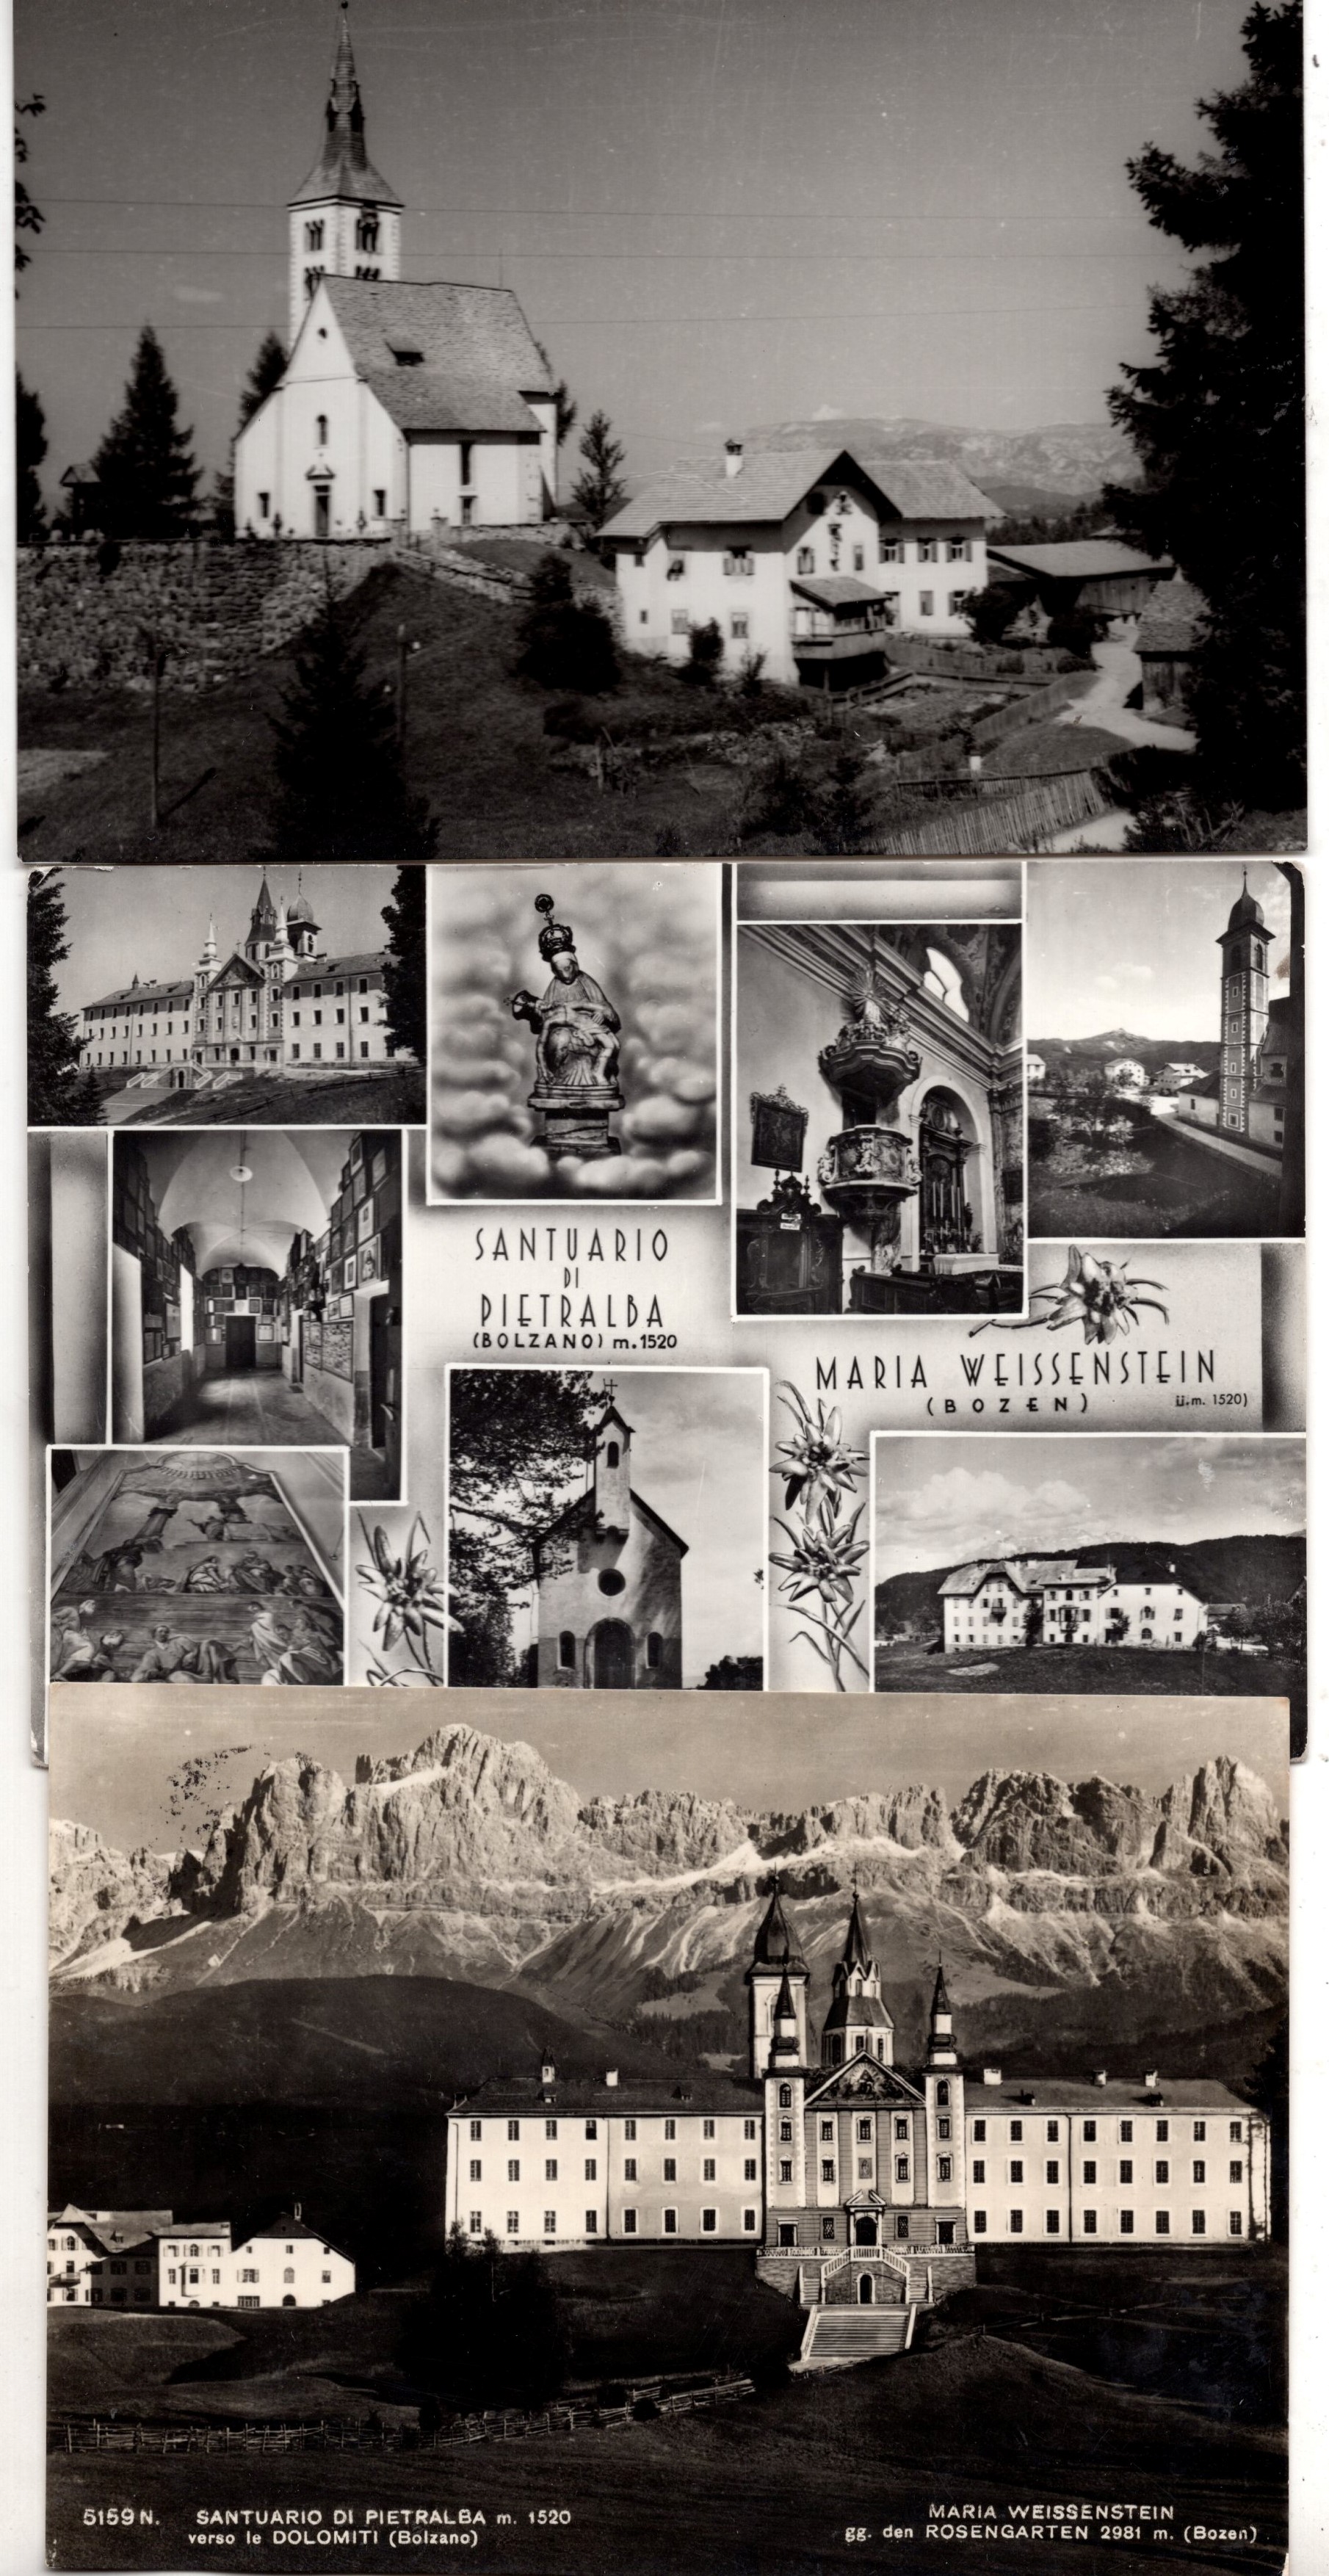 SANTUARIO
DI
PIETRALBA
(BOLZANO) m. 1520
MARIA WEISSENSTEIN
(BOZEN) ü.m. 1520)
5159 N. SANTUARIO DI PIETRALBA m. 1520
verso le DOLOMITI (Bolzano)
MARIA WEISSENSTEIN
gg. den ROSENGARTEN 2981 m. (Bozen)